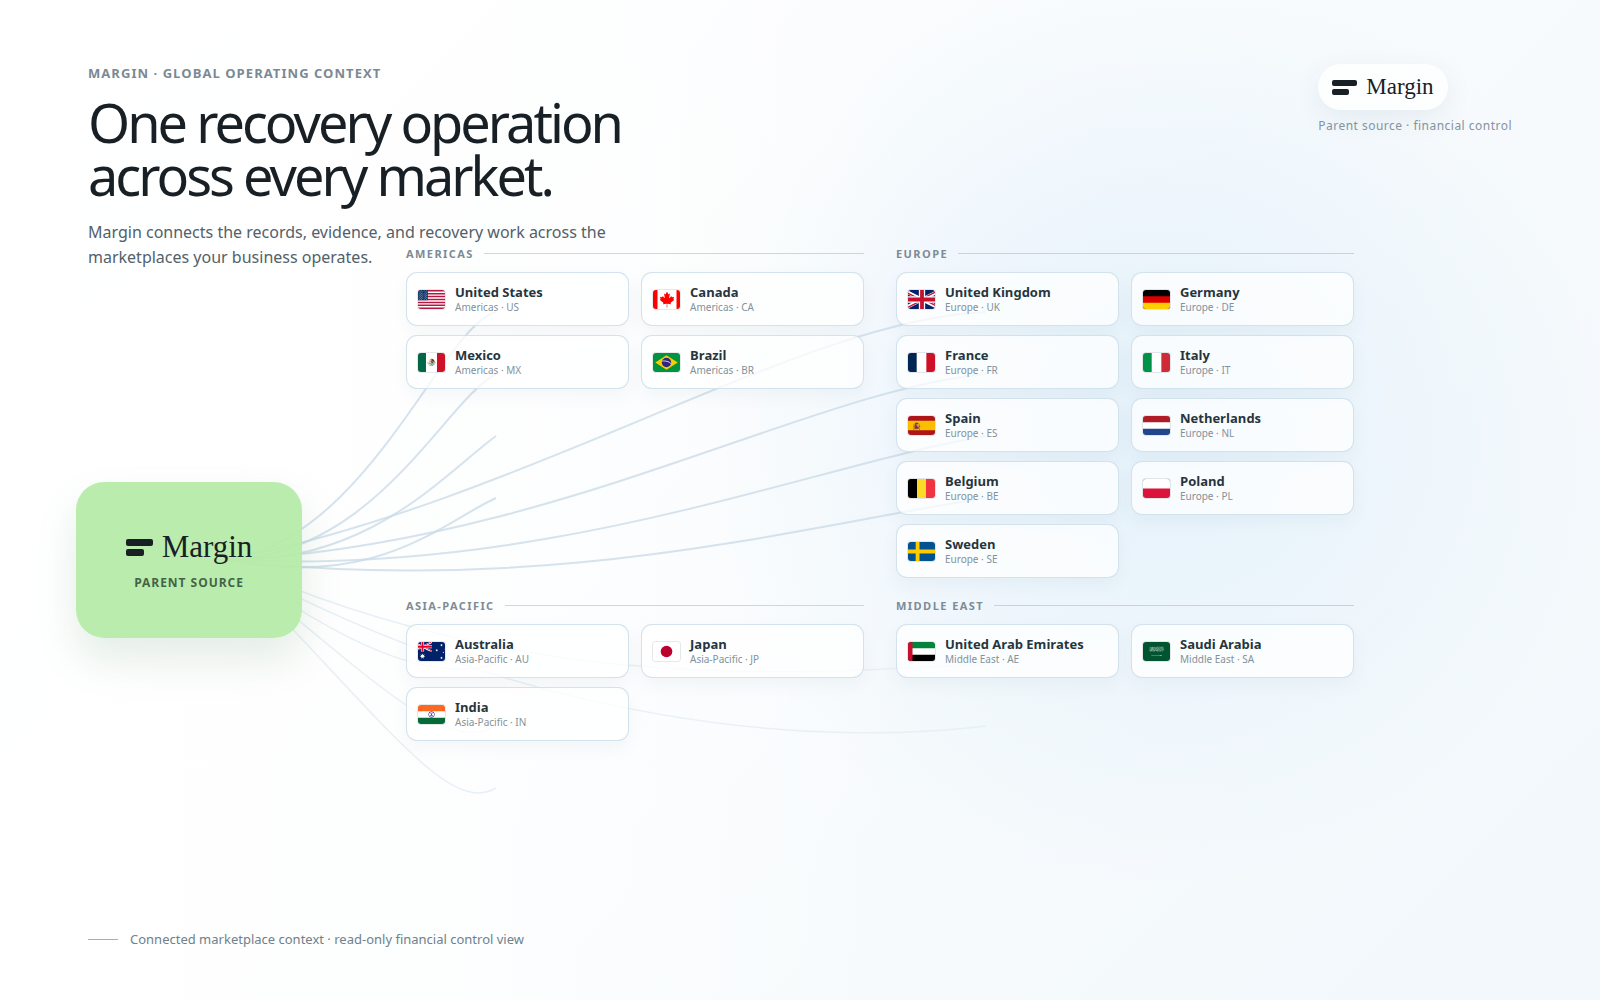 MARGIN · GLOBAL OPERATING CONTEXT
One recovery operation
across every market.
Margin connects the records, evidence, and recovery work across the
marketplaces your business operates.
Margin
Parent source · financial control
AMERICAS
United States
Americas · US
Canada
Americas · CA
Mexico
Americas · MX
Brazil
Americas · BR
EUROPE
United Kingdom
Europe · UK
Germany
Europe · DE
France
Europe · FR
Italy
Europe · IT
Spain
Europe · ES
Netherlands
Europe · NL
Belgium
Europe · BE
Poland
Europe · PL
Sweden
Europe · SE
Margin
PARENT SOURCE
ASIA-PACIFIC
Australia
Asia-Pacific · AU
Japan
Asia-Pacific · JP
India
Asia-Pacific · IN
MIDDLE EAST
United Arab Emirates
Middle East · AE
Saudi Arabia
Middle East · SA
Connected marketplace context · read-only financial control view